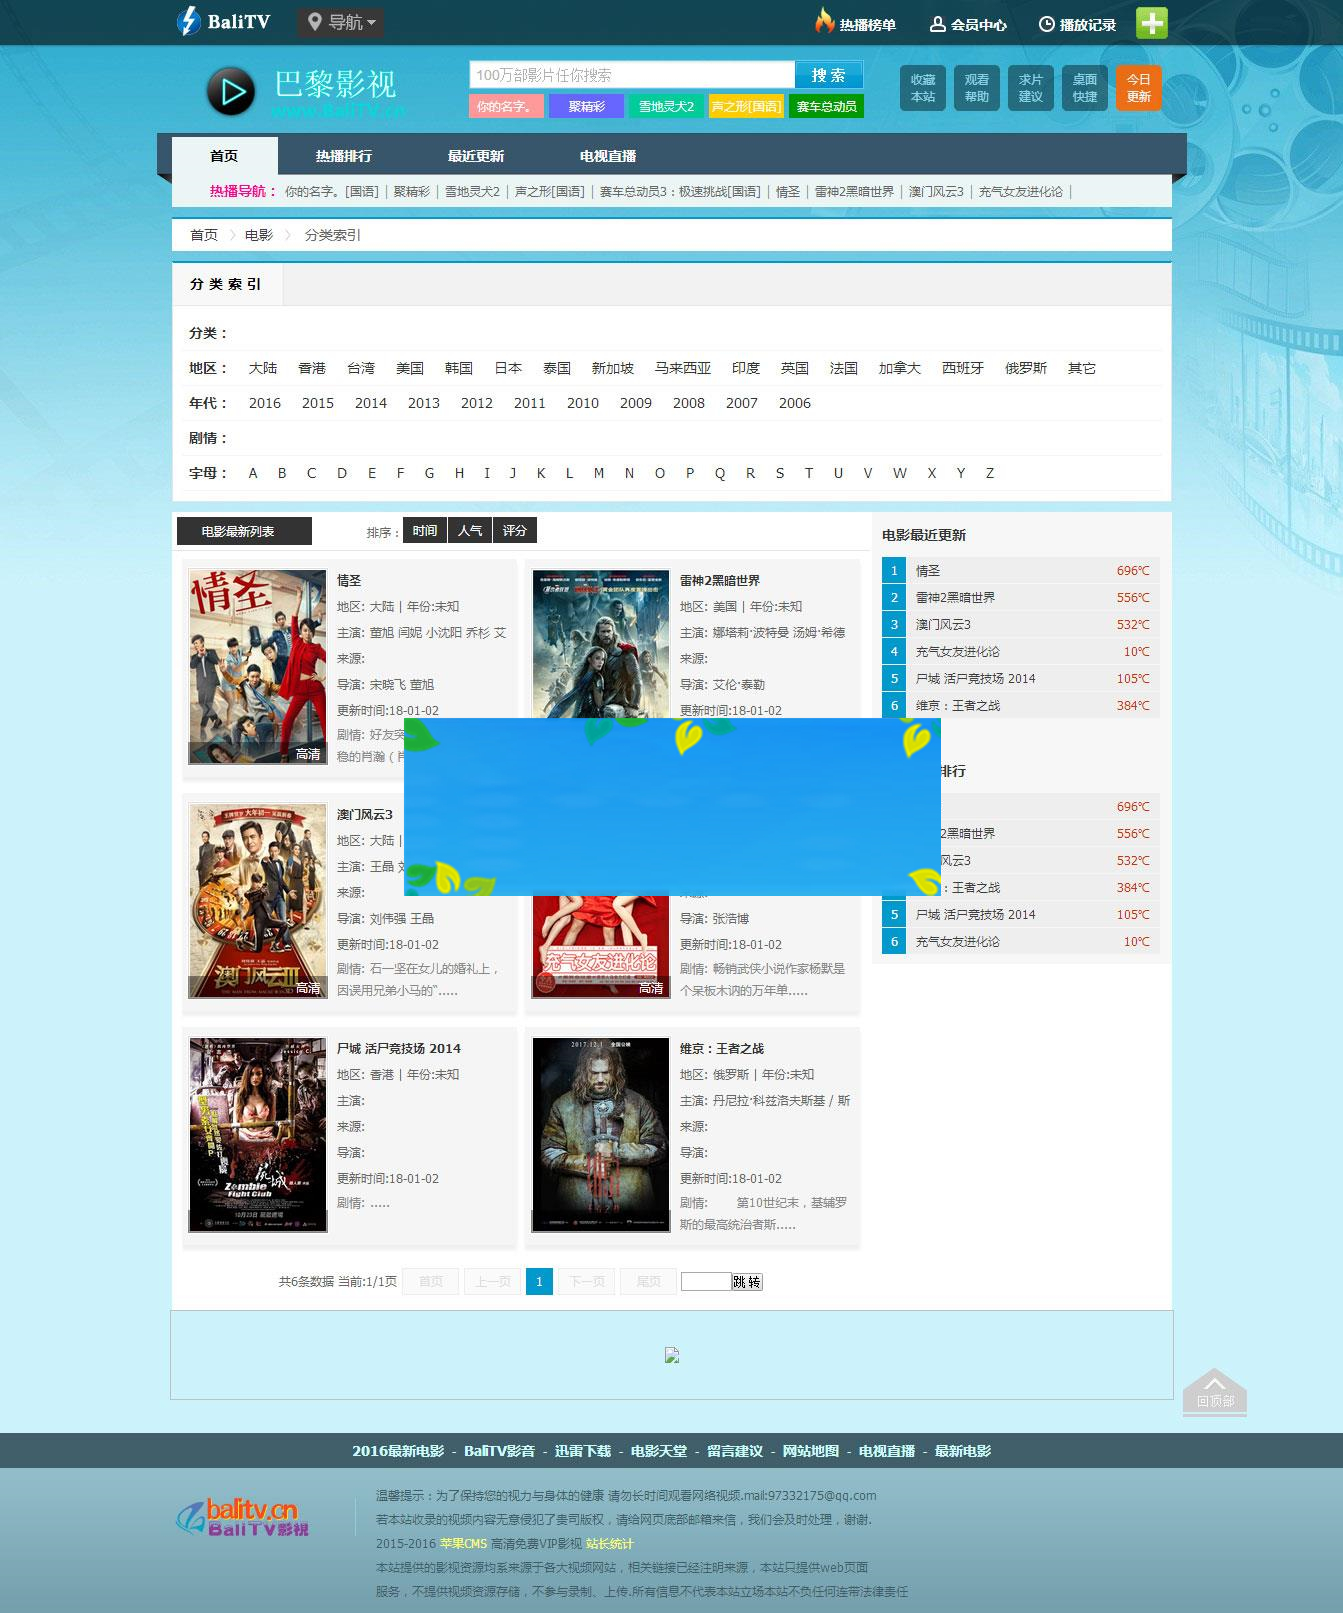 BaliTV 导航 热播榜单 会员中心 播放记录
巴黎影视
www.BaliTV.cn
100万部影片任你搜索 搜 索
你的名字。 聚精彩 雪地灵犬2 声之形[国语] 赛车总动员
收藏本站 观看帮助 求片建议 桌面快捷 今日更新
首页 热播排行 最近更新 电视直播
热播导航： 你的名字。[国语] | 聚精彩 | 雪地灵犬2 | 声之形[国语] | 赛车总动员3：极速挑战[国语] | 情圣 | 雷神2黑暗世界 | 澳门风云3 | 充气女友进化论 |
首页 电影 分类索引
分 类 索 引
分类：
地区： 大陆 香港 台湾 美国 韩国 日本 泰国 新加坡 马来西亚 印度 英国 法国 加拿大 西班牙 俄罗斯 其它
年代： 2016 2015 2014 2013 2012 2011 2010 2009 2008 2007 2006
剧情：
字母： A B C D E F G H I J K L M N O P Q R S T U V W X Y Z
电影最新列表 排序： 时间 人气 评分
情圣
高清
情圣
地区: 大陆 | 年份:未知
主演: 董旭 闫妮 小沈阳 乔杉 艾
来源:
导演: 宋晓飞 董旭
更新时间:18-01-02
剧情: 好友突
稳的肖瀚（肖
雷神2黑暗世界
地区: 美国 | 年份:未知
主演: 娜塔莉·波特曼 汤姆·希德
来源:
导演: 艾伦·泰勒
更新时间:18-01-02
澳门风云III
高清
澳门风云3
地区: 大陆 |
主演: 王晶
来源:
导演: 刘伟强 王晶
更新时间:18-01-02
剧情: 石一坚在女儿的婚礼上，
因误用兄弟小马的“.....
充气女友进化论
高清
来源:
导演: 张浩博
更新时间:18-01-02
剧情: 畅销武侠小说作家杨默是
个呆板木讷的万年单.....
Jessica C.
尸城
Zombie
Fight Club
10月23日
尸城 活尸竞技场 2014
地区: 香港 | 年份:未知
主演:
来源:
导演:
更新时间:18-01-02
剧情: .....
2017.12.1 全国公映
维京：王者之战
地区: 俄罗斯 | 年份:未知
主演: 丹尼拉·科兹洛夫斯基 / 斯
来源:
导演:
更新时间:18-01-02
剧情: 第10世纪末，基辅罗
斯的最高统治者斯.....
共6条数据 当前:1/1页 首页 上一页 1 下一页 尾页 跳 转
电影最近更新
1 情圣 696℃
2 雷神2黑暗世界 556℃
3 澳门风云3 532℃
4 充气女友进化论 10℃
5 尸城 活尸竞技场 2014 105℃
6 维京：王者之战 384℃
排行
696℃
2黑暗世界 556℃
风云3 532℃
：王者之战 384℃
5 尸城 活尸竞技场 2014 105℃
6 充气女友进化论 10℃
回顶部
2016最新电影 - BaliTV影音 - 迅雷下载 - 电影天堂 - 留言建议 - 网站地图 - 电视直播 - 最新电影
balitv.cn
BaliTV影视
温馨提示：为了保持您的视力与身体的健康 请勿长时间观看网络视频.mail:97332175@qq.com
若本站收录的视频内容无意侵犯了贵司版权，请给网页底部邮箱来信，我们会及时处理，谢谢.
2015-2016 苹果CMS 高清免费VIP影视 站长统计
本站提供的影视资源均系来源于各大视频网站，相关链接已经注明来源，本站只提供web页面
服务，不提供视频资源存储，不参与录制、上传.所有信息不代表本站立场本站不负任何连带法律责任